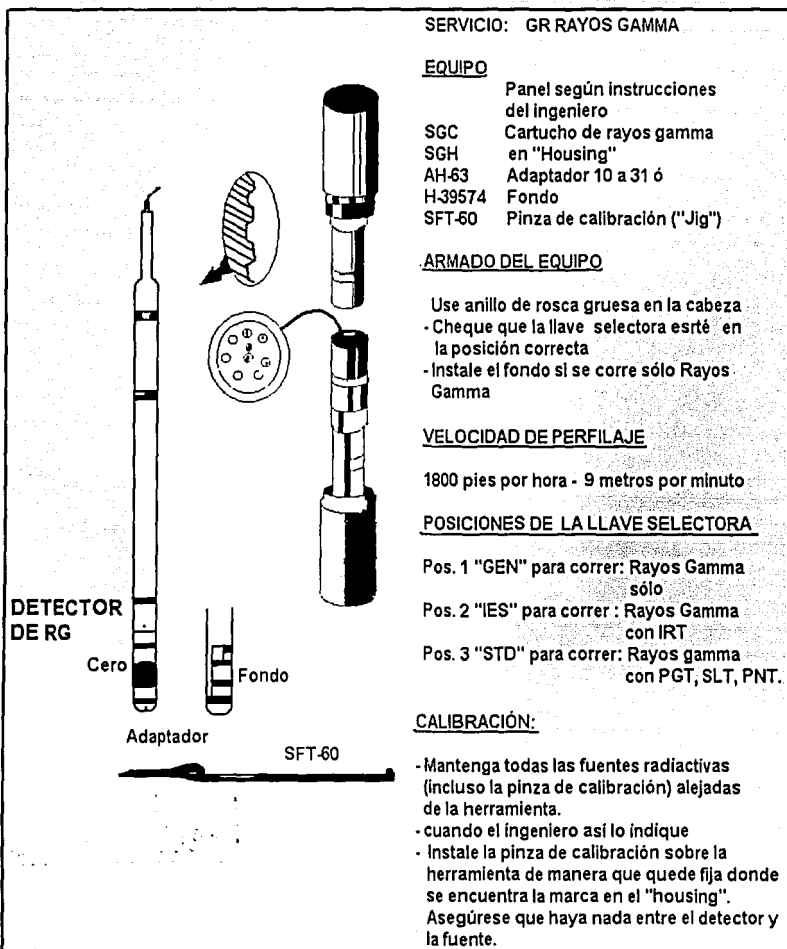 SERVICIO: GR RAYOS GAMMA
EQUIPO
Panel según instrucciones
del ingeniero
SGC Cartucho de rayos gamma
SGH en "Housing"
AH-63 Adaptador 10 a 31 ó
H-39574 Fondo
SFT-60 Pinza de calibración ("Jig")
ARMADO DEL EQUIPO
Use anillo de rosca gruesa en la cabeza
- Cheque que la llave selectora esrté en
la posición correcta
- Instale el fondo si se corre sólo Rayos
Gamma
VELOCIDAD DE PERFILAJE
1800 pies por hora - 9 metros por minuto
POSICIONES DE LA LLAVE SELECTORA
Pos. 1 "GEN" para correr: Rayos Gamma
sólo
Pos. 2 "IES" para correr : Rayos Gamma
con IRT
Pos. 3 "STD" para correr: Rayos gamma
con PGT, SLT, PNT.
CALIBRACIÓN:
- Mantenga todas las fuentes radiactivas
(incluso la pinza de calibración) alejadas
de la herramienta.
- cuando el ingeniero así lo indique
- Instale la pinza de calibración sobre la
herramienta de manera que quede fija donde
se encuentra la marca en el "housing".
Asegúrese que haya nada entre el detector y
la fuente.
DETECTOR
DE RG
Cero
Fondo
Adaptador
SFT-60